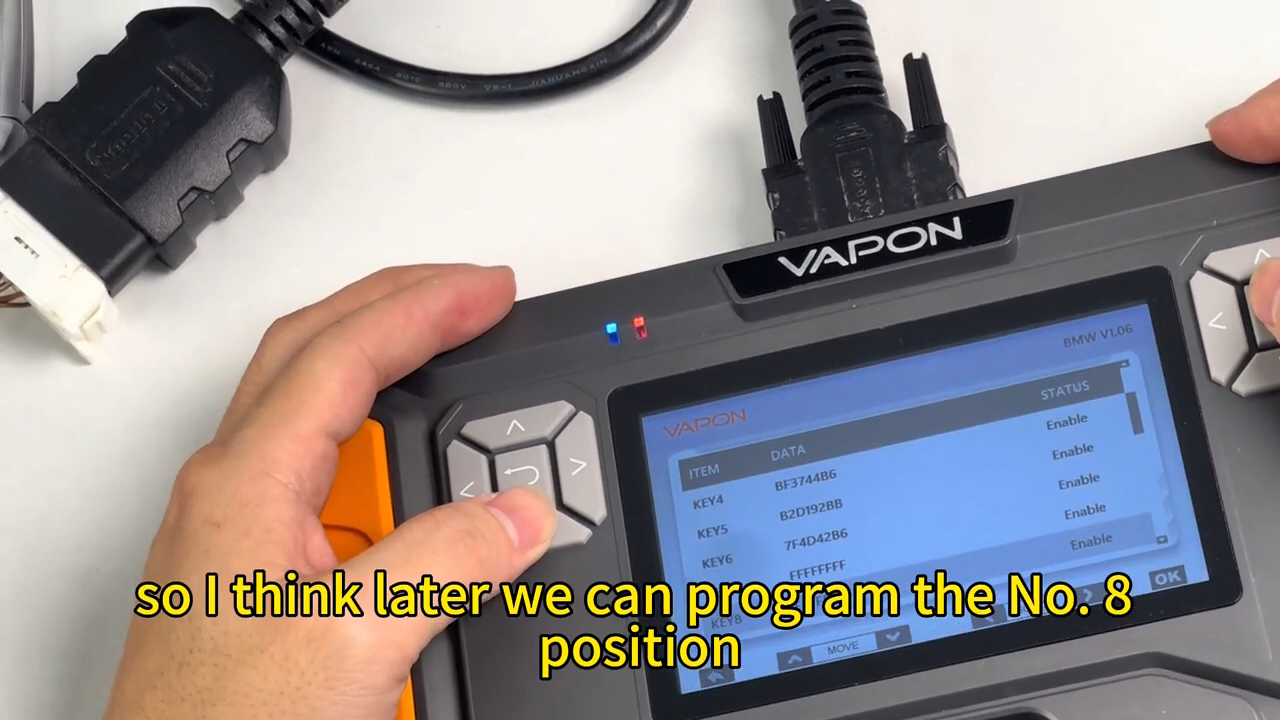 VAPON
BMW V1.06
VAPON
ITEM DATA STATUS
KEY4 BF3744B6 Enable
KEY5 B2D192BB Enable
KEY6 7F4D42B6 Enable
FFFFFFFF Enable
KEY8 Enable
MOVE
OK
so I think later we can program the No. 8
position